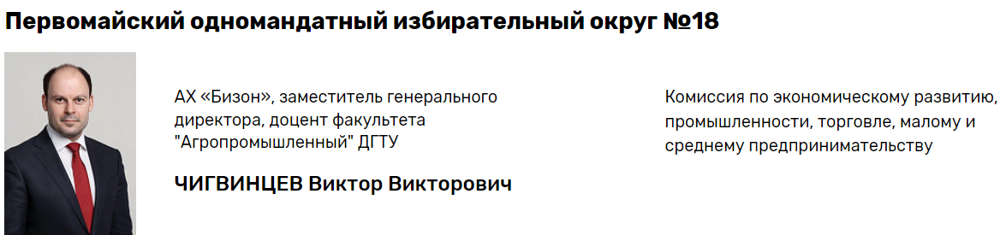 Первомайский одномандатный избирательный округ №18
АХ «Бизон», заместитель генерального
директора, доцент факультета
"Агропромышленный" ДГТУ
ЧИГВИНЦЕВ Виктор Викторович
Комиссия по экономическому развитию,
промышленности, торговле, малому и
среднему предпринимательству